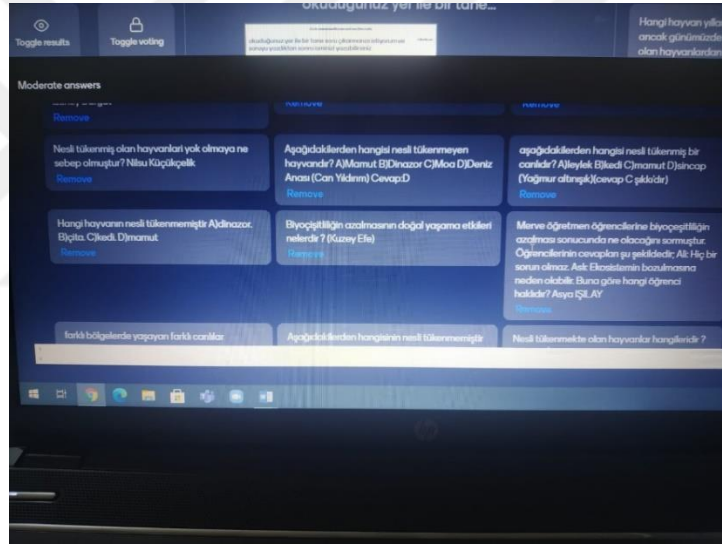 okuduğunuz yer ile bir tane...
Toggle results
Toggle voting
Hangi hayvan yıllar
ancak günümüzde
olan hayvanlardan
Moderate answers
Remove
Remove
Remove
Nesli tükenmiş olan hayvanlari yok olmaya ne
sebep olmuştur? Nilsu Küçükçelik
Remove
Aşağıdakilerden hangisi nesli tükenmeyen
hayvandır? A)Mamut B)Dinazor C)Moa D)Deniz
Anası (Can Yıldırım) Cevap:D
Remove
aşağıdakilerden hangisi nesli tükenmiş bir
canlıdır? A)leylek B)kedi C)mamut D)sincap
(Yağmur altınışık)(cevap C şıkkı'dır)
Remove
Hangi hayvanın nesli tükenmemiştir A)dinazor.
B)çita. C)kedi. D)mamut
Remove
Biyoçişitliliğin azalmasının doğal yaşama etkileri
nelerdir ? (Kuzey Efe)
Remove
Merve öğretmen öğrencilerine biyoçeşitliliğin
azalması sonucunda ne olacağını sormuştur.
Öğrencilerinin cevapları şu şekildedir; Ali: Hiç bir
sorun olmaz. Aslı: Ekosistemin bozulmasına
neden olabilir. Buna göre hangi öğrenci
haklıdır? Asya IŞILAY
Remove
farklı bölgelerde yaşayan farklı canlılar
Aşağıdakilerden hangisinin nesli tükenmemiştir
Nesli tükenmekte olan hayvanlar hangileridir ?
hp